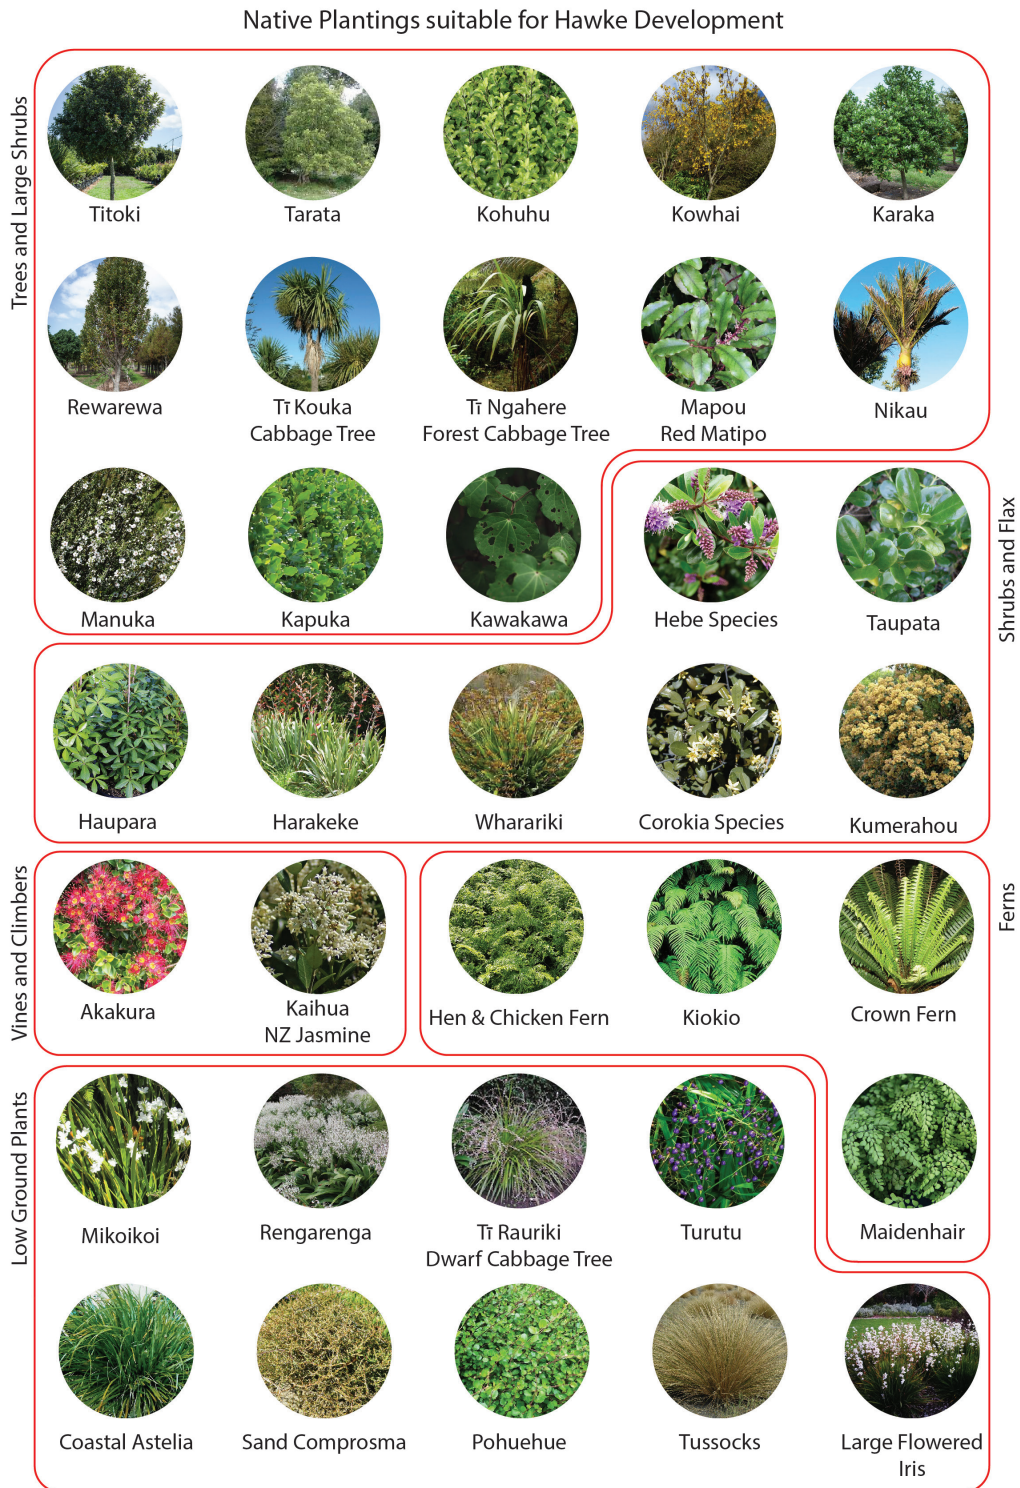 Native Plantings suitable for Hawke Development
Trees and Large Shrubs
Titoki
Tarata
Kohuhu
Kowhai
Karaka
Rewarewa
Tī Kouka
Cabbage Tree
Tī Ngahere
Forest Cabbage Tree
Mapou
Red Matipo
Nikau
Manuka
Kapuka
Kawakawa
Shrubs and Flax
Hebe Species
Taupata
Haupara
Harakeke
Wharariki
Corokia Species
Kumerahou
Vines and Climbers
Akakura
Kaihua
NZ Jasmine
Ferns
Hen & Chicken Fern
Kiokio
Crown Fern
Maidenhair
Low Ground Plants
Mikoikoi
Rengarenga
Tī Rauriki
Dwarf Cabbage Tree
Turutu
Coastal Astelia
Sand Comprosma
Pohuehue
Tussocks
Large Flowered
Iris